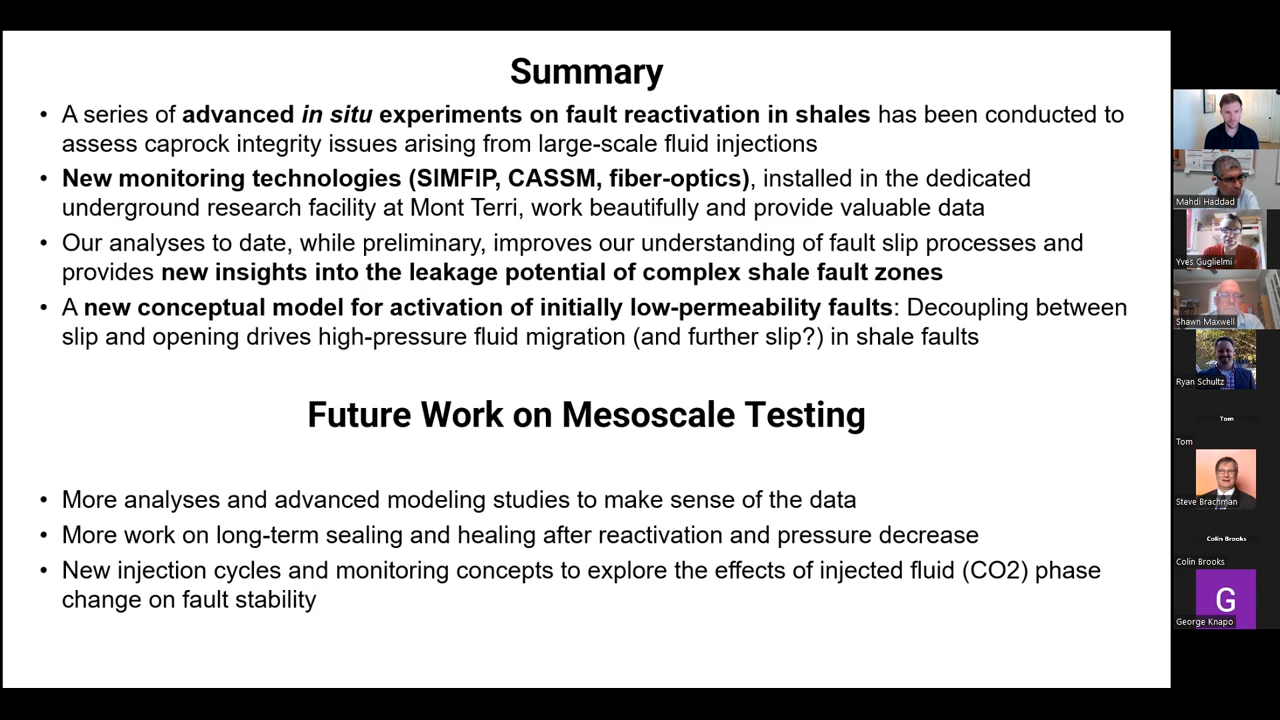 Summary
• A series of advanced in situ experiments on fault reactivation in shales has been conducted to
assess caprock integrity issues arising from large-scale fluid injections
• New monitoring technologies (SIMFIP, CASSM, fiber-optics), installed in the dedicated
underground research facility at Mont Terri, work beautifully and provide valuable data
• Our analyses to date, while preliminary, improves our understanding of fault slip processes and
provides new insights into the leakage potential of complex shale fault zones
• A new conceptual model for activation of initially low-permeability faults: Decoupling between
slip and opening drives high-pressure fluid migration (and further slip?) in shale faults
Future Work on Mesoscale Testing
• More analyses and advanced modeling studies to make sense of the data
• More work on long-term sealing and healing after reactivation and pressure decrease
• New injection cycles and monitoring concepts to explore the effects of injected fluid (CO2) phase
change on fault stability
Mahdi Haddad
Yves Guglielmi
Shawn Maxwell
Ryan Schultz
Tom
Tom
Steve Brachman
Colin Brooks
Colin Brooks
G
George Knapo